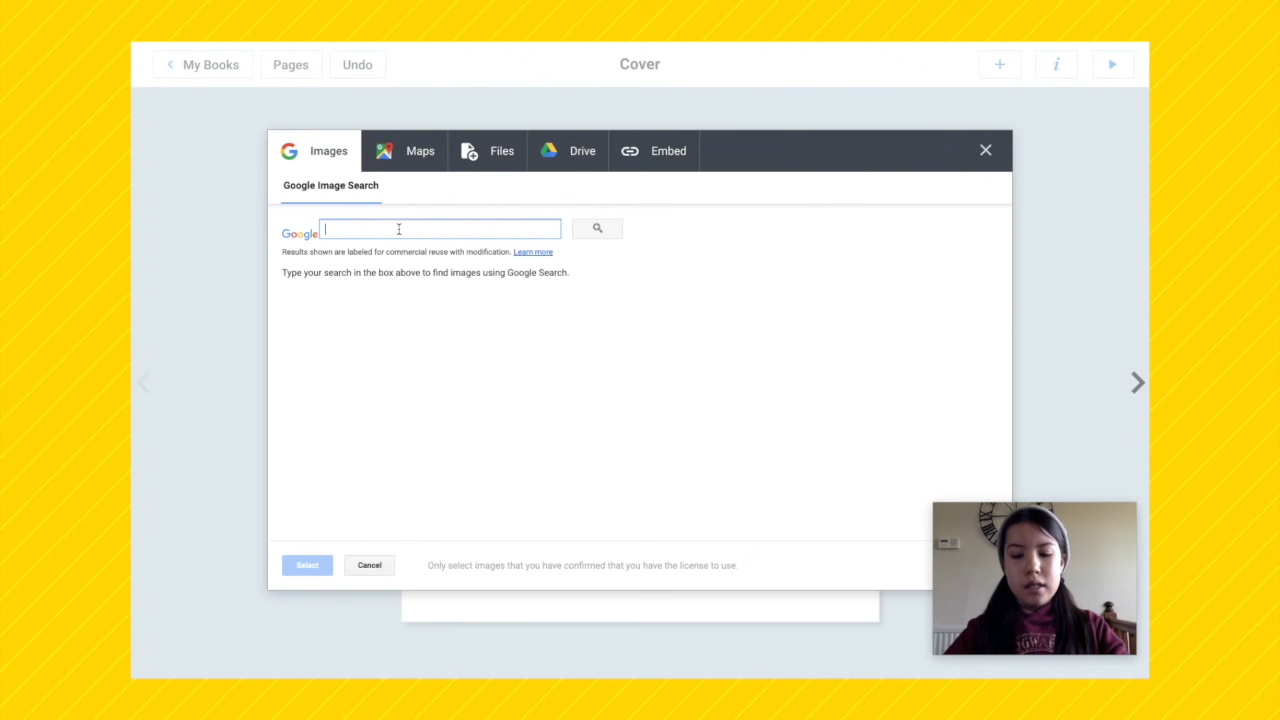 My Books
Pages
Undo
Cover
Images
Maps
Files
Drive
Embed
Google Image Search
Google
Results shown are labeled for commercial reuse with modification. Learn more
Type your search in the box above to find images using Google Search.
Select
Cancel
Only select images that you have confirmed that you have the license to use.